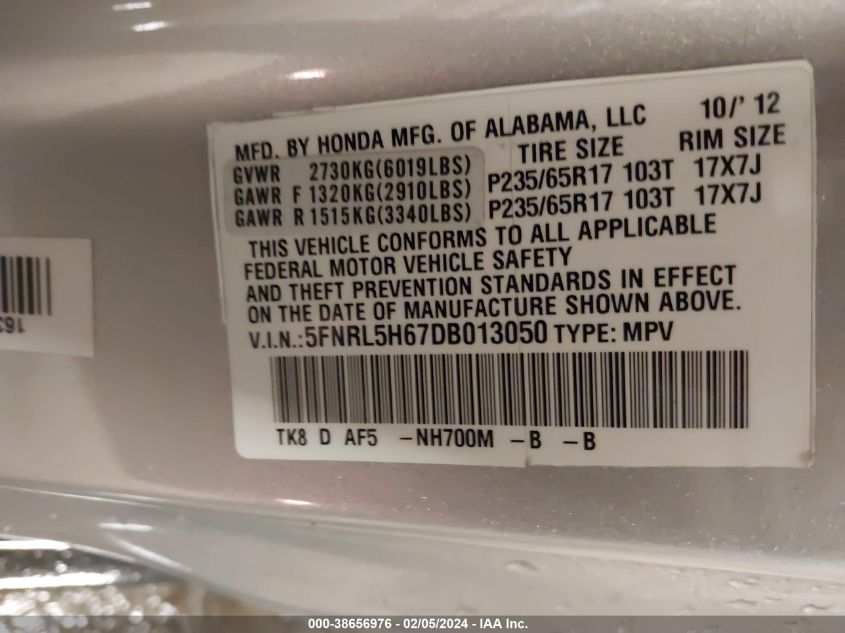 MFD. BY HONDA MFG. OF ALABAMA, LLC 10/' 12
TIRE SIZE RIM SIZE
GVWR 2730KG(6019LBS)
GAWR F 1320KG(2910LBS) P235/65R17 103T 17X7J
GAWR R 1515KG(3340LBS) P235/65R17 103T 17X7J
THIS VEHICLE CONFORMS TO ALL APPLICABLE
FEDERAL MOTOR VEHICLE SAFETY
AND THEFT PREVENTION STANDARDS IN EFFECT
ON THE DATE OF MANUFACTURE SHOWN ABOVE.
V.I.N.:5FNRL5H67DB013050 TYPE: MPV
TK8 D AF5 -NH700M -B -B
000-38656976 - 02/05/2024 - IAA Inc.